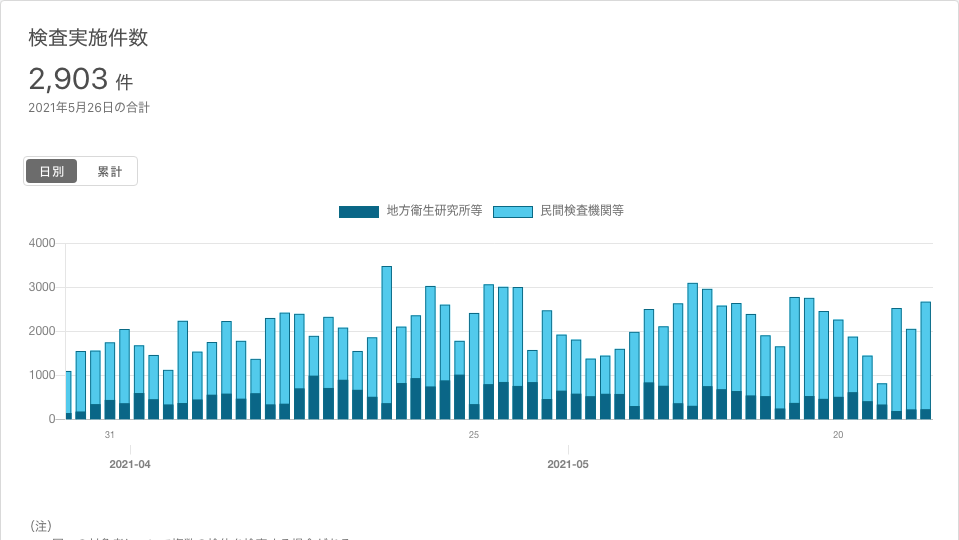 検査実施件数
2,903 件
2021年5月26日の合計
日別 累計
地方衛生研究所等 民間検査機関等
4000
3000
2000
1000
0
31 25 20
2021-04 2021-05
（注）